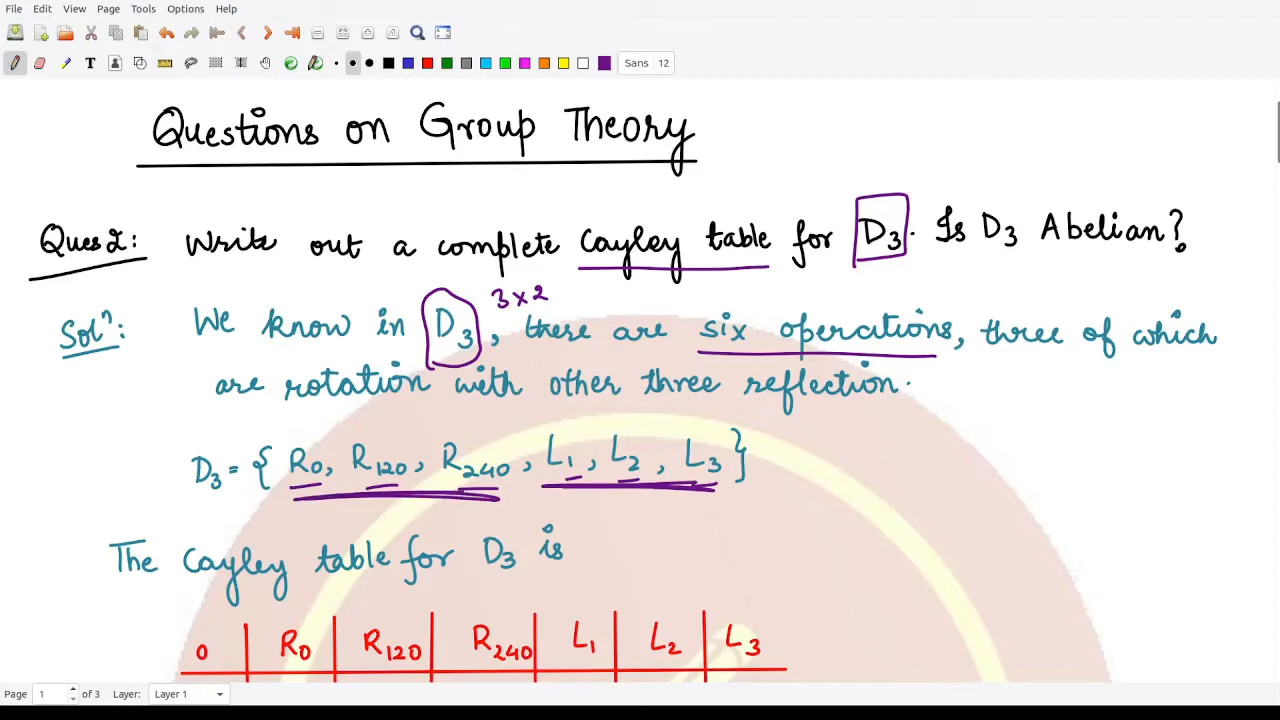 File Edit View Page Tools Options Help
Sans 12
Questions on Group Theory
Ques 2: Write out a complete Cayley table for D3. Is D3 Abelian?
3x2
Soln: We know in D3, there are six operations, three of which
are rotation with other three reflection.
D3 = { R0, R120, R240, L1, L2, L3 }
The Cayley table for D3 is
0 R0 R120 R240 L1 L2 L3
Page 1 of 3 Layer: Layer 1